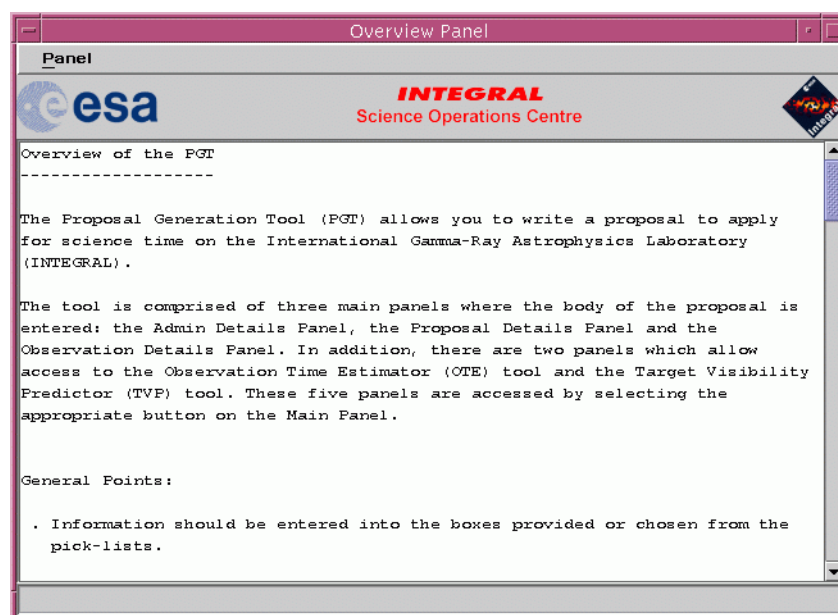 Overview Panel
Panel
esa
INTEGRAL
Science Operations Centre
Integral
Overview of the PGT
-------------------
The Proposal Generation Tool (PGT) allows you to write a proposal to apply
for science time on the International Gamma-Ray Astrophysics Laboratory
(INTEGRAL).
The tool is comprised of three main panels where the body of the proposal is
entered: the Admin Details Panel, the Proposal Details Panel and the
Observation Details Panel. In addition, there are two panels which allow
access to the Observation Time Estimator (OTE) tool and the Target Visibility
Predictor (TVP) tool. These five panels are accessed by selecting the
appropriate button on the Main Panel.
General Points:
. Information should be entered into the boxes provided or chosen from the
pick-lists.